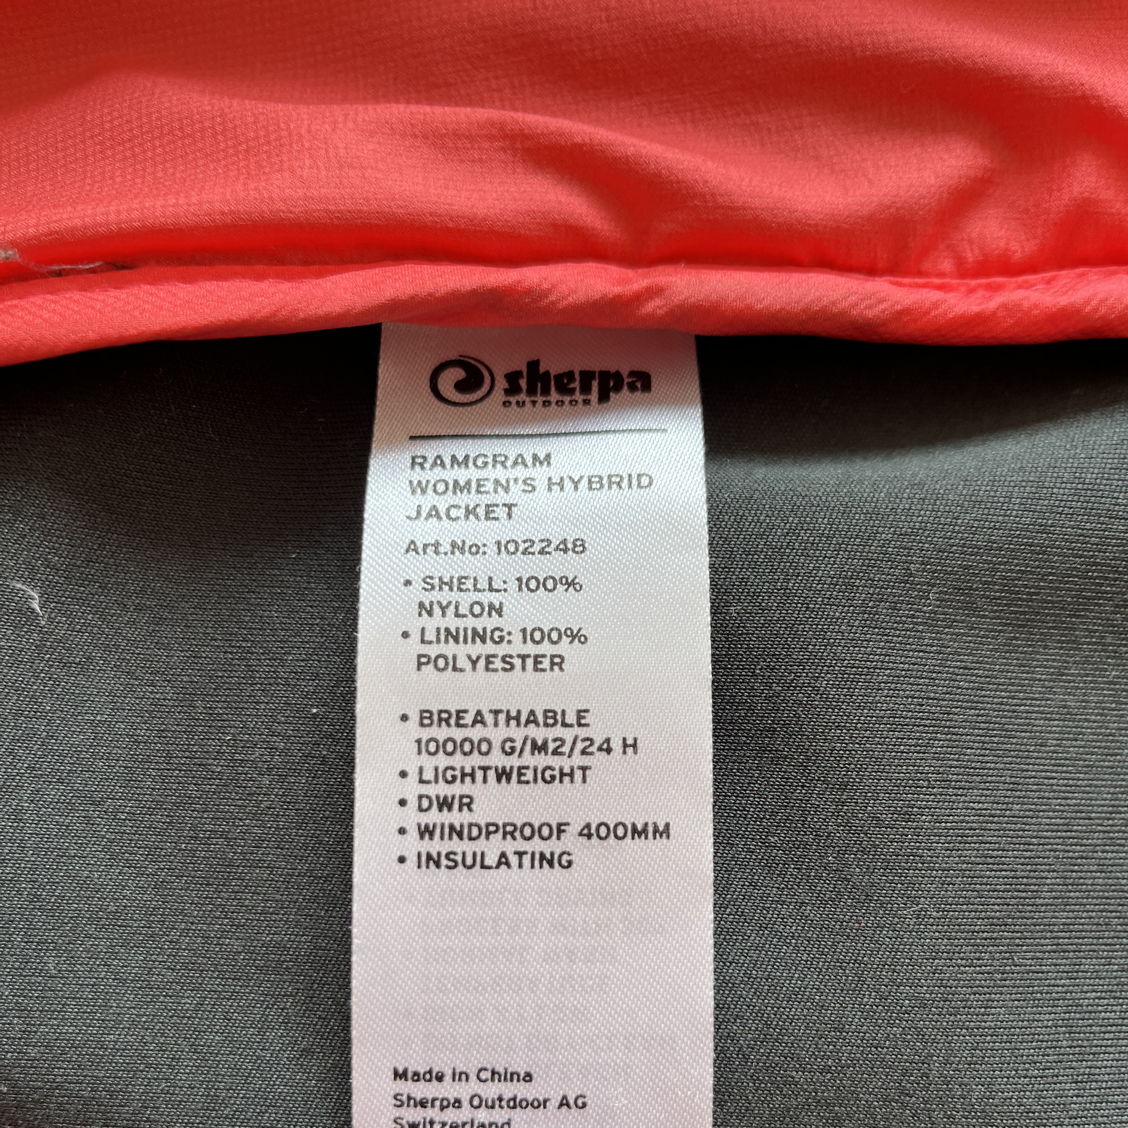 sherpa
OUTDOOR
RAMGRAM
WOMEN'S HYBRID
JACKET
Art.No: 102248
• SHELL: 100%
NYLON
• LINING: 100%
POLYESTER
• BREATHABLE
10000 G/M2/24 H
• LIGHTWEIGHT
• DWR
• WINDPROOF 400MM
• INSULATING
Made in China
Sherpa Outdoor AG
Switzerland